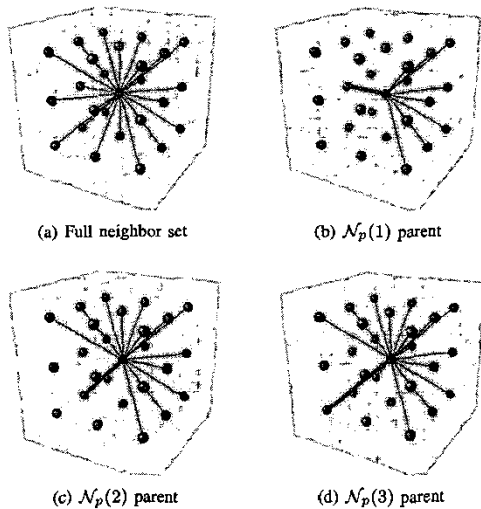 (a) Full neighbor set
(b) 𝒩ₚ(1) parent
(c) 𝒩ₚ(2) parent
(d) 𝒩ₚ(3) parent